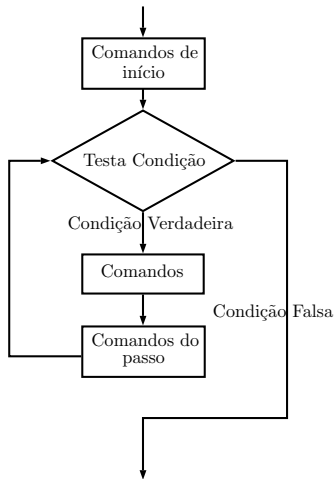 Comandos de
início
Testa Condição
Condição Verdadeira
Comandos
Condição Falsa
Comandos do
passo